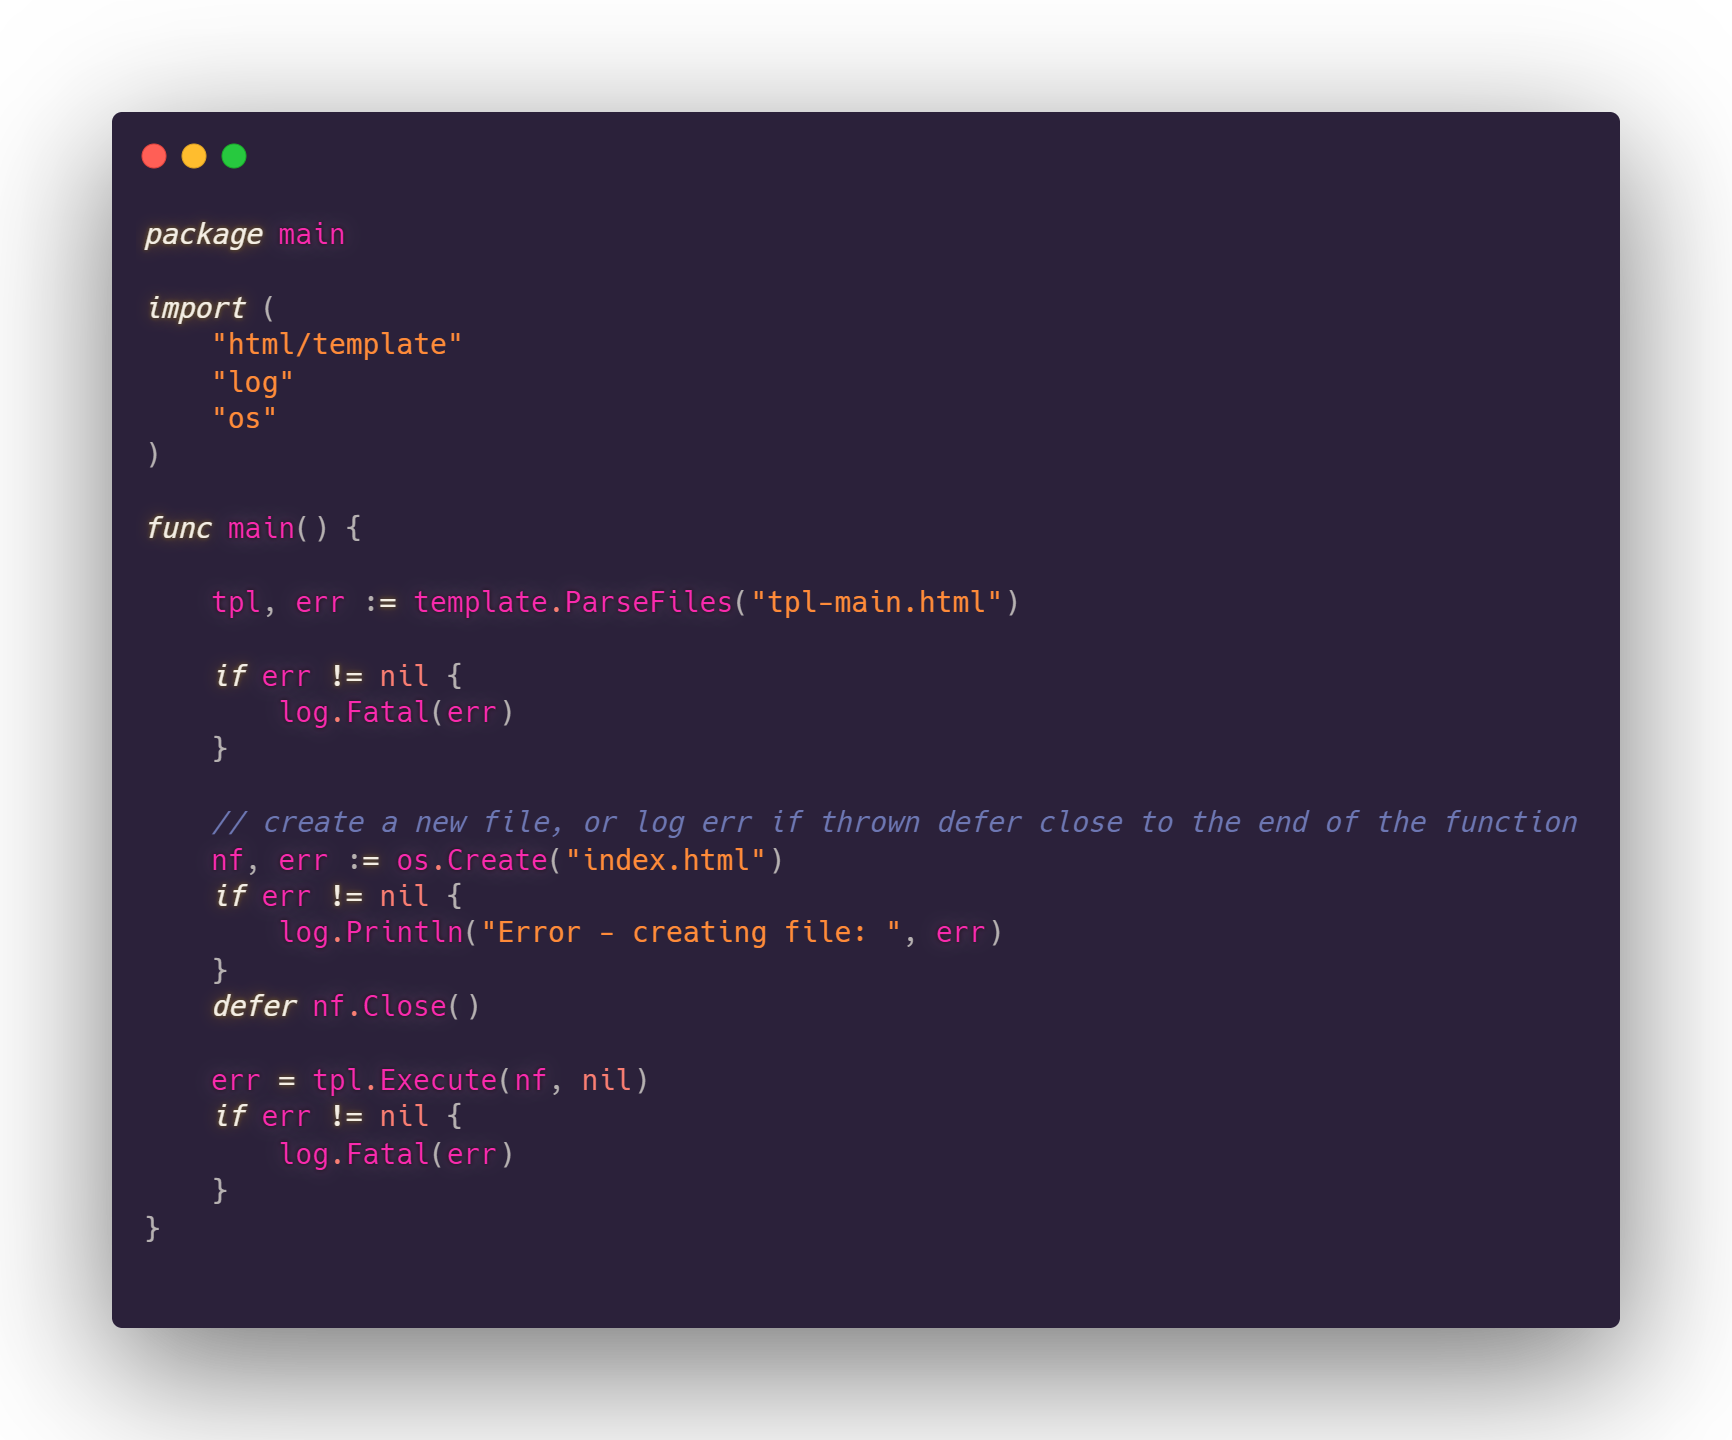 package main
import (
    "html/template"
    "log"
    "os"
)
func main() {
    tpl, err := template.ParseFiles("tpl-main.html")
    if err != nil {
        log.Fatal(err)
    }
    // create a new file, or log err if thrown defer close to the end of the function
    nf, err := os.Create("index.html")
    if err != nil {
        log.Println("Error - creating file: ", err)
    }
    defer nf.Close()
    err = tpl.Execute(nf, nil)
    if err != nil {
        log.Fatal(err)
    }
}